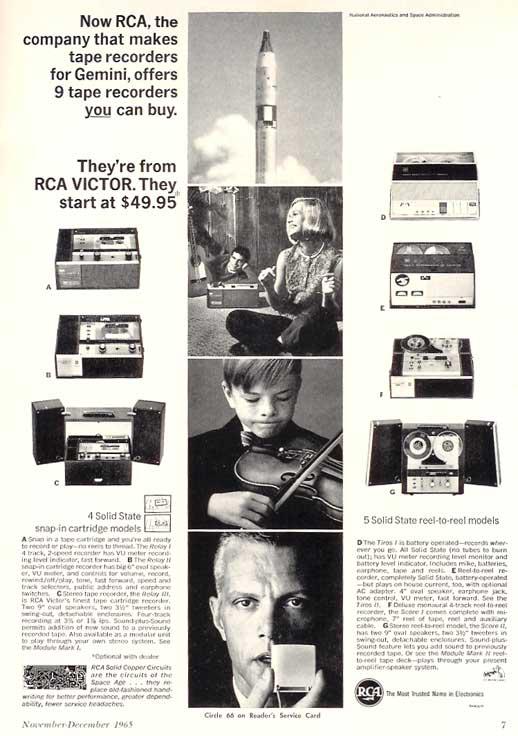 Now RCA, the
company that makes
tape recorders
for Gemini, offers
9 tape recorders
you can buy.
They're from
RCA VICTOR. They
start at $49.95
National Aeronautics and Space Administration
A
B
C
D
E
F
G
4 Solid State
snap-in cartridge models
A Snap in a tape cartridge and you're all ready
to record or play—no reels to thread. The Relay I
4 track, 2-speed recorder has VU meter record-
ing level indicator, fast forward. B The Relay II
snap-in cartridge recorder has big 6" oval speak-
er, VU meter, and controls for volume, record,
rewind/off/play, tone, fast forward, speed and
track selectors, public address and earphone
switches. C Stereo tape recorder, the Relay III,
is RCA Victor's finest tape cartridge recorder.
Two 9" oval speakers, two 3½" tweeters in
swing-out, detachable enclosures. Four-track
recording at 3¾ or 1⅞ ips. Sound-plus-Sound
permits addition of new sound to a previously
recorded tape. Also available as a modular unit
to play through your own stereo system. See
the Module Mark I.
*Optional with dealer
RCA Solid Copper Circuits
are the circuits of the
Space Age . . . they re-
place old-fashioned hand-
wiring for better performance, greater depend-
ability, fewer service headaches.
5 Solid State reel-to-reel models
D The Tiros I is battery operated—records wher-
ever you go. All Solid State (no tubes to burn
out); has VU meter recording level monitor and
battery level indicator. Includes mike, batteries,
earphone, tape and reels. E Reel-to-reel re-
corder, completely Solid State, battery-operated
—but plays on house current, too, with optional
AC adapter. 4" oval speaker, earphone jack,
tone control, VU meter, fast forward. See the
Tiros II. F Deluxe monaural 4-track reel-to-reel
recorder, the Score I comes complete with mi-
crophone, 7" reel of tape, reel and auxiliary
cable. G Stereo reel-to-reel model, the Score II,
has two 9" oval speakers, two 3½" tweeters in
swing-out, detachable enclosures. Sound-Plus-
Sound feature lets you add sound to previously
recorded tape. Or see the Module Mark II reel-
to-reel tape deck—plays through your present
amplifier-speaker system.
RCA
The Most Trusted Name in Electronics
Circle 66 on Reader's Service Card
November-December 1965
7